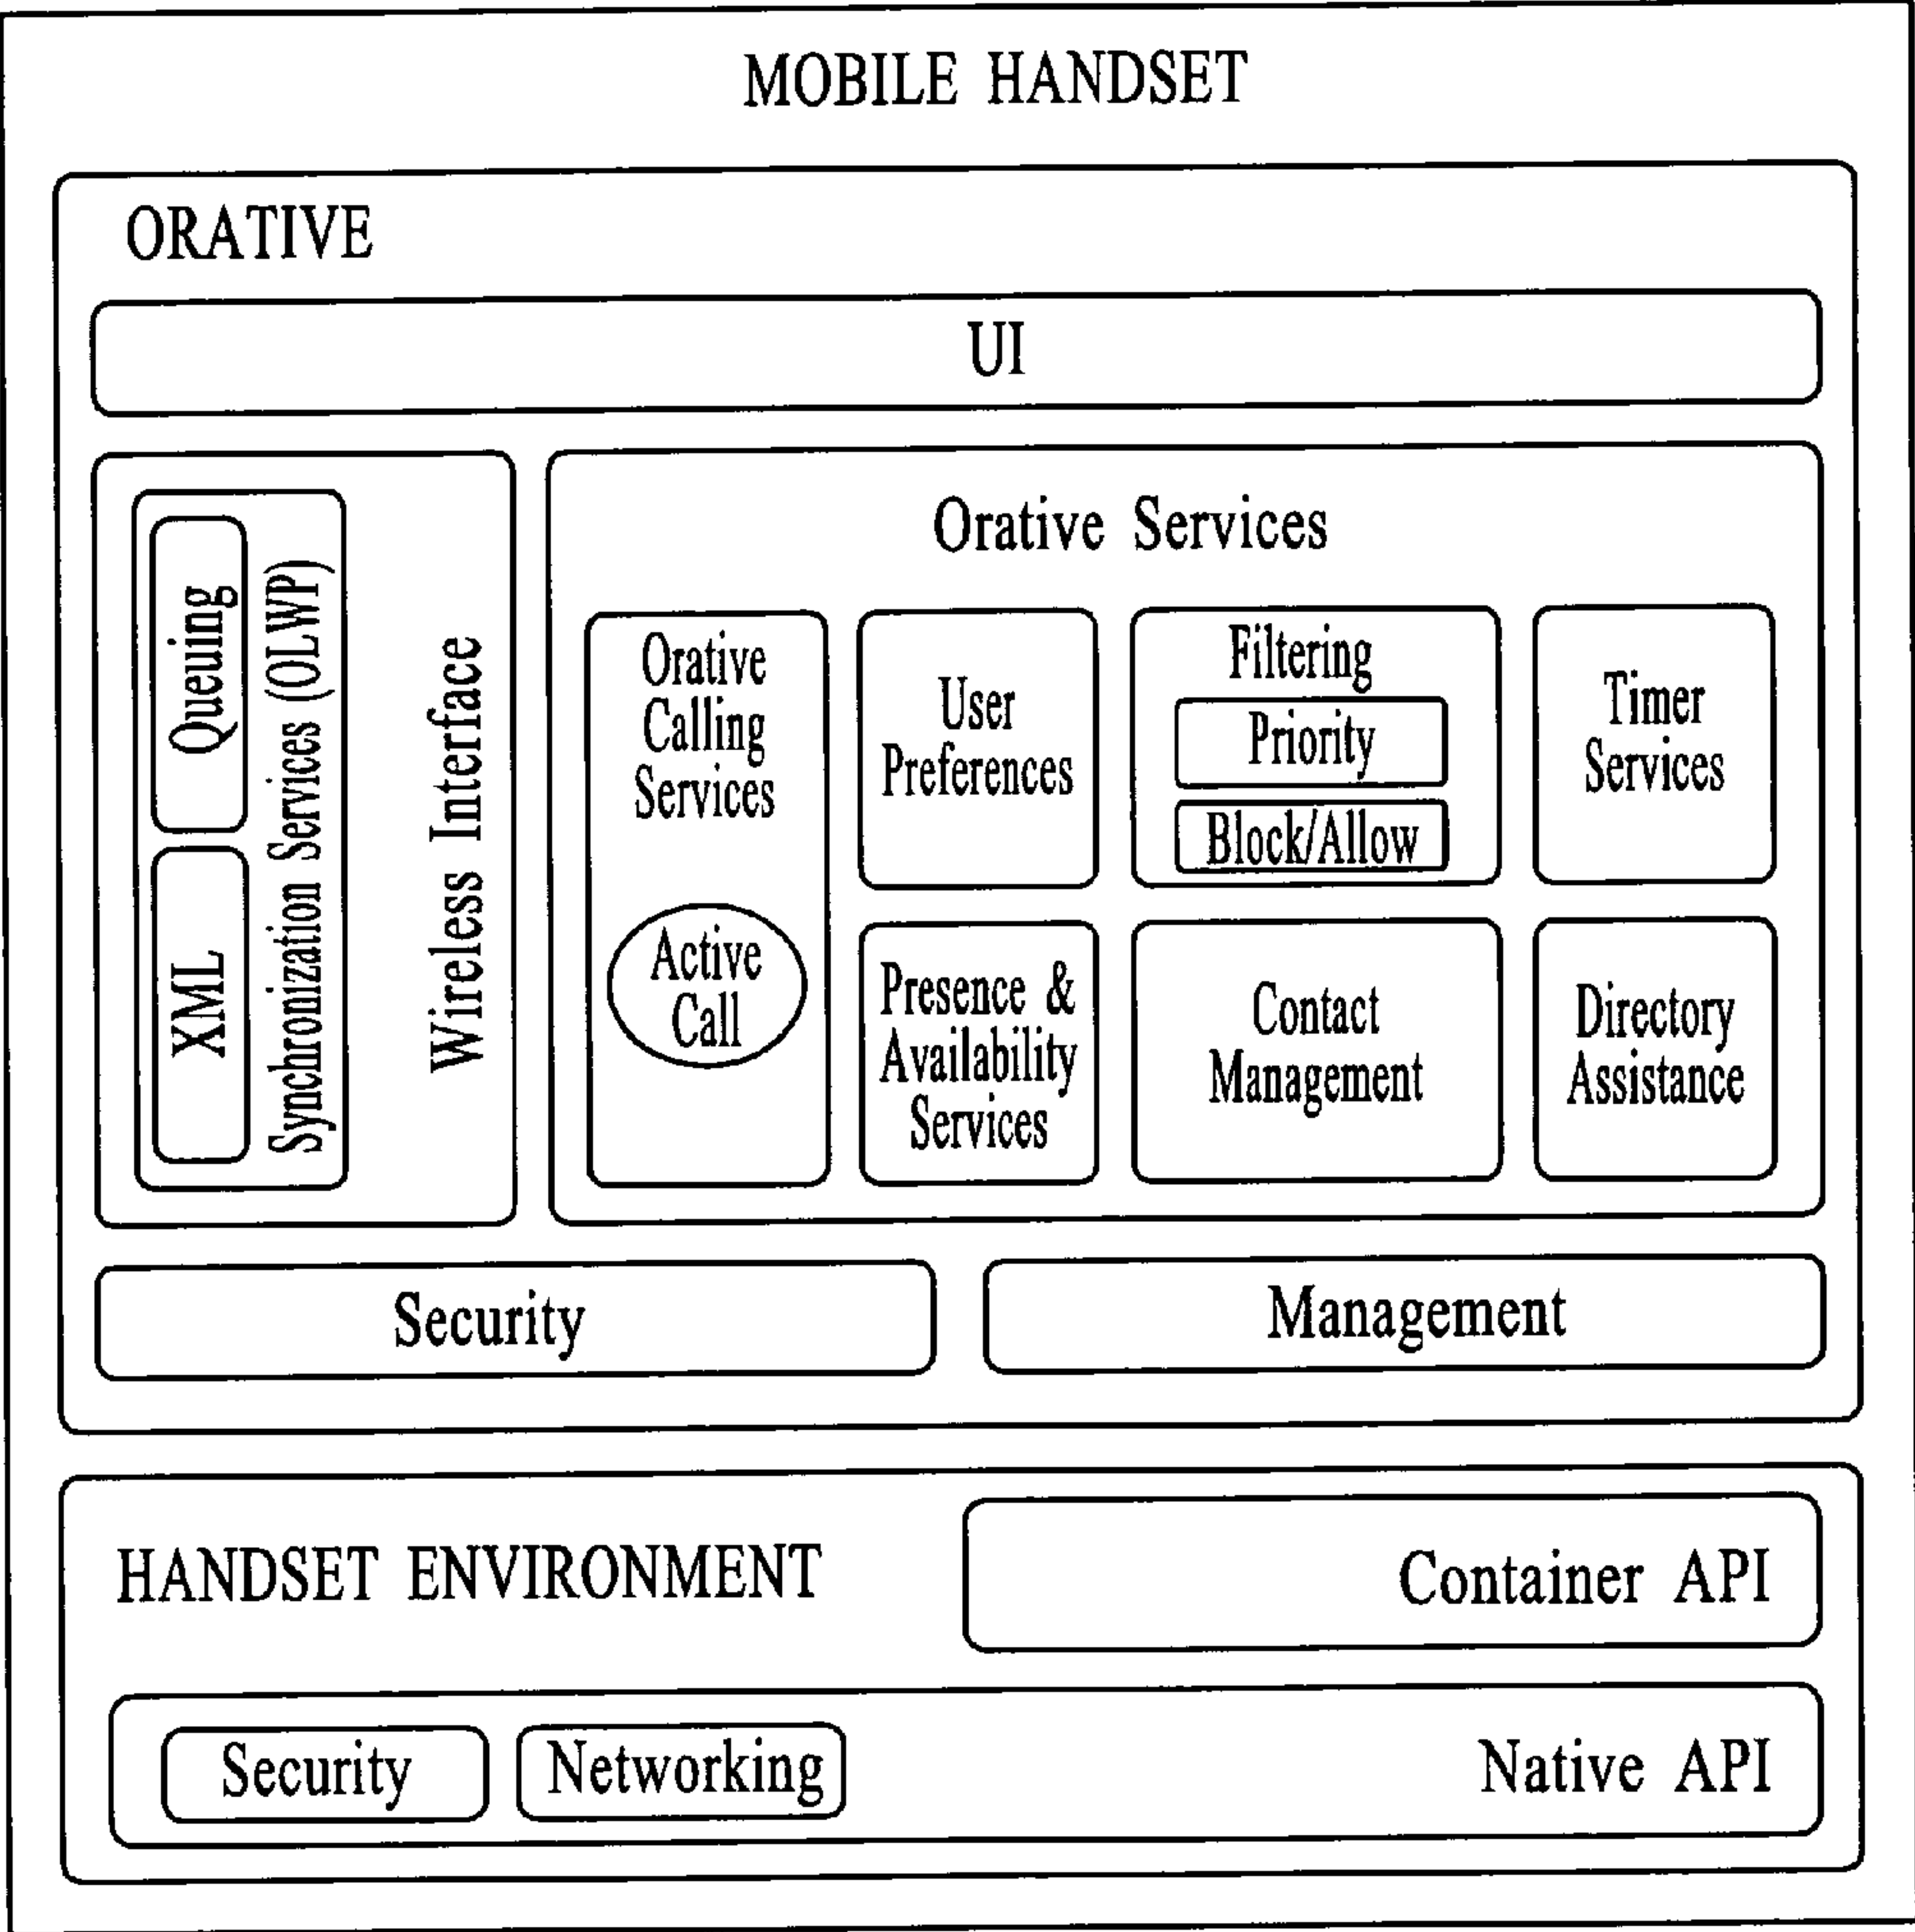 MOBILE HANDSET
ORATIVE
UI
Queuing
XML
Synchronization Services (OLWP)
Wireless Interface
Orative Services
Orative
Calling
Services
Active
Call
User
Preferences
Filtering
Priority
Block/Allow
Timer
Services
Presence &
Availability
Services
Contact
Management
Directory
Assistance
Security
Management
HANDSET ENVIRONMENT
Container API
Security
Networking
Native API